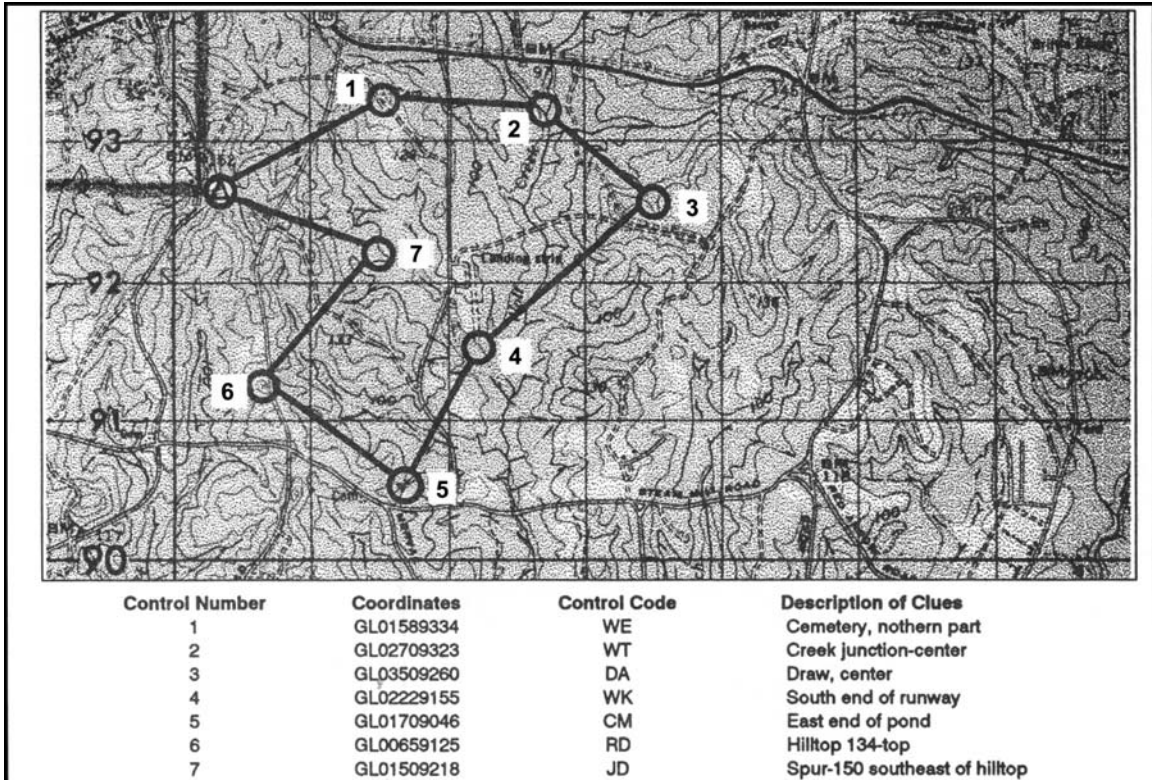 1
2
93
3
7
Landing strip
92
4
6
91
5
STEAM MILL ROAD
90
Control Number Coordinates Control Code Description of Clues
1 GL01589334 WE Cemetery, nothern part
2 GL02709323 WT Creek junction-center
3 GL03509260 DA Draw, center
4 GL02229155 WK South end of runway
5 GL01709046 CM East end of pond
6 GL00659125 RD Hilltop 134-top
7 GL01509218 JD Spur-150 southeast of hilltop